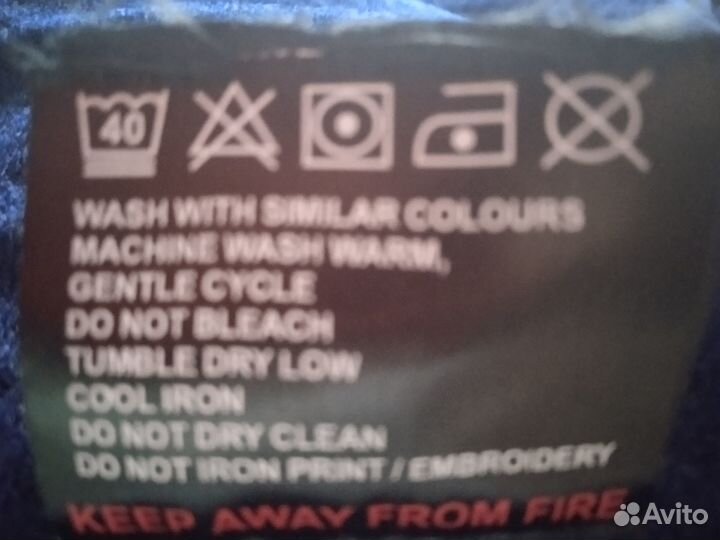 40
WASH WITH SIMILAR COLOURS
MACHINE WASH WARM,
GENTLE CYCLE
DO NOT BLEACH
TUMBLE DRY LOW
COOL IRON
DO NOT DRY CLEAN
DO NOT IRON PRINT / EMBROIDERY
KEEP AWAY FROM FIRE
Avito